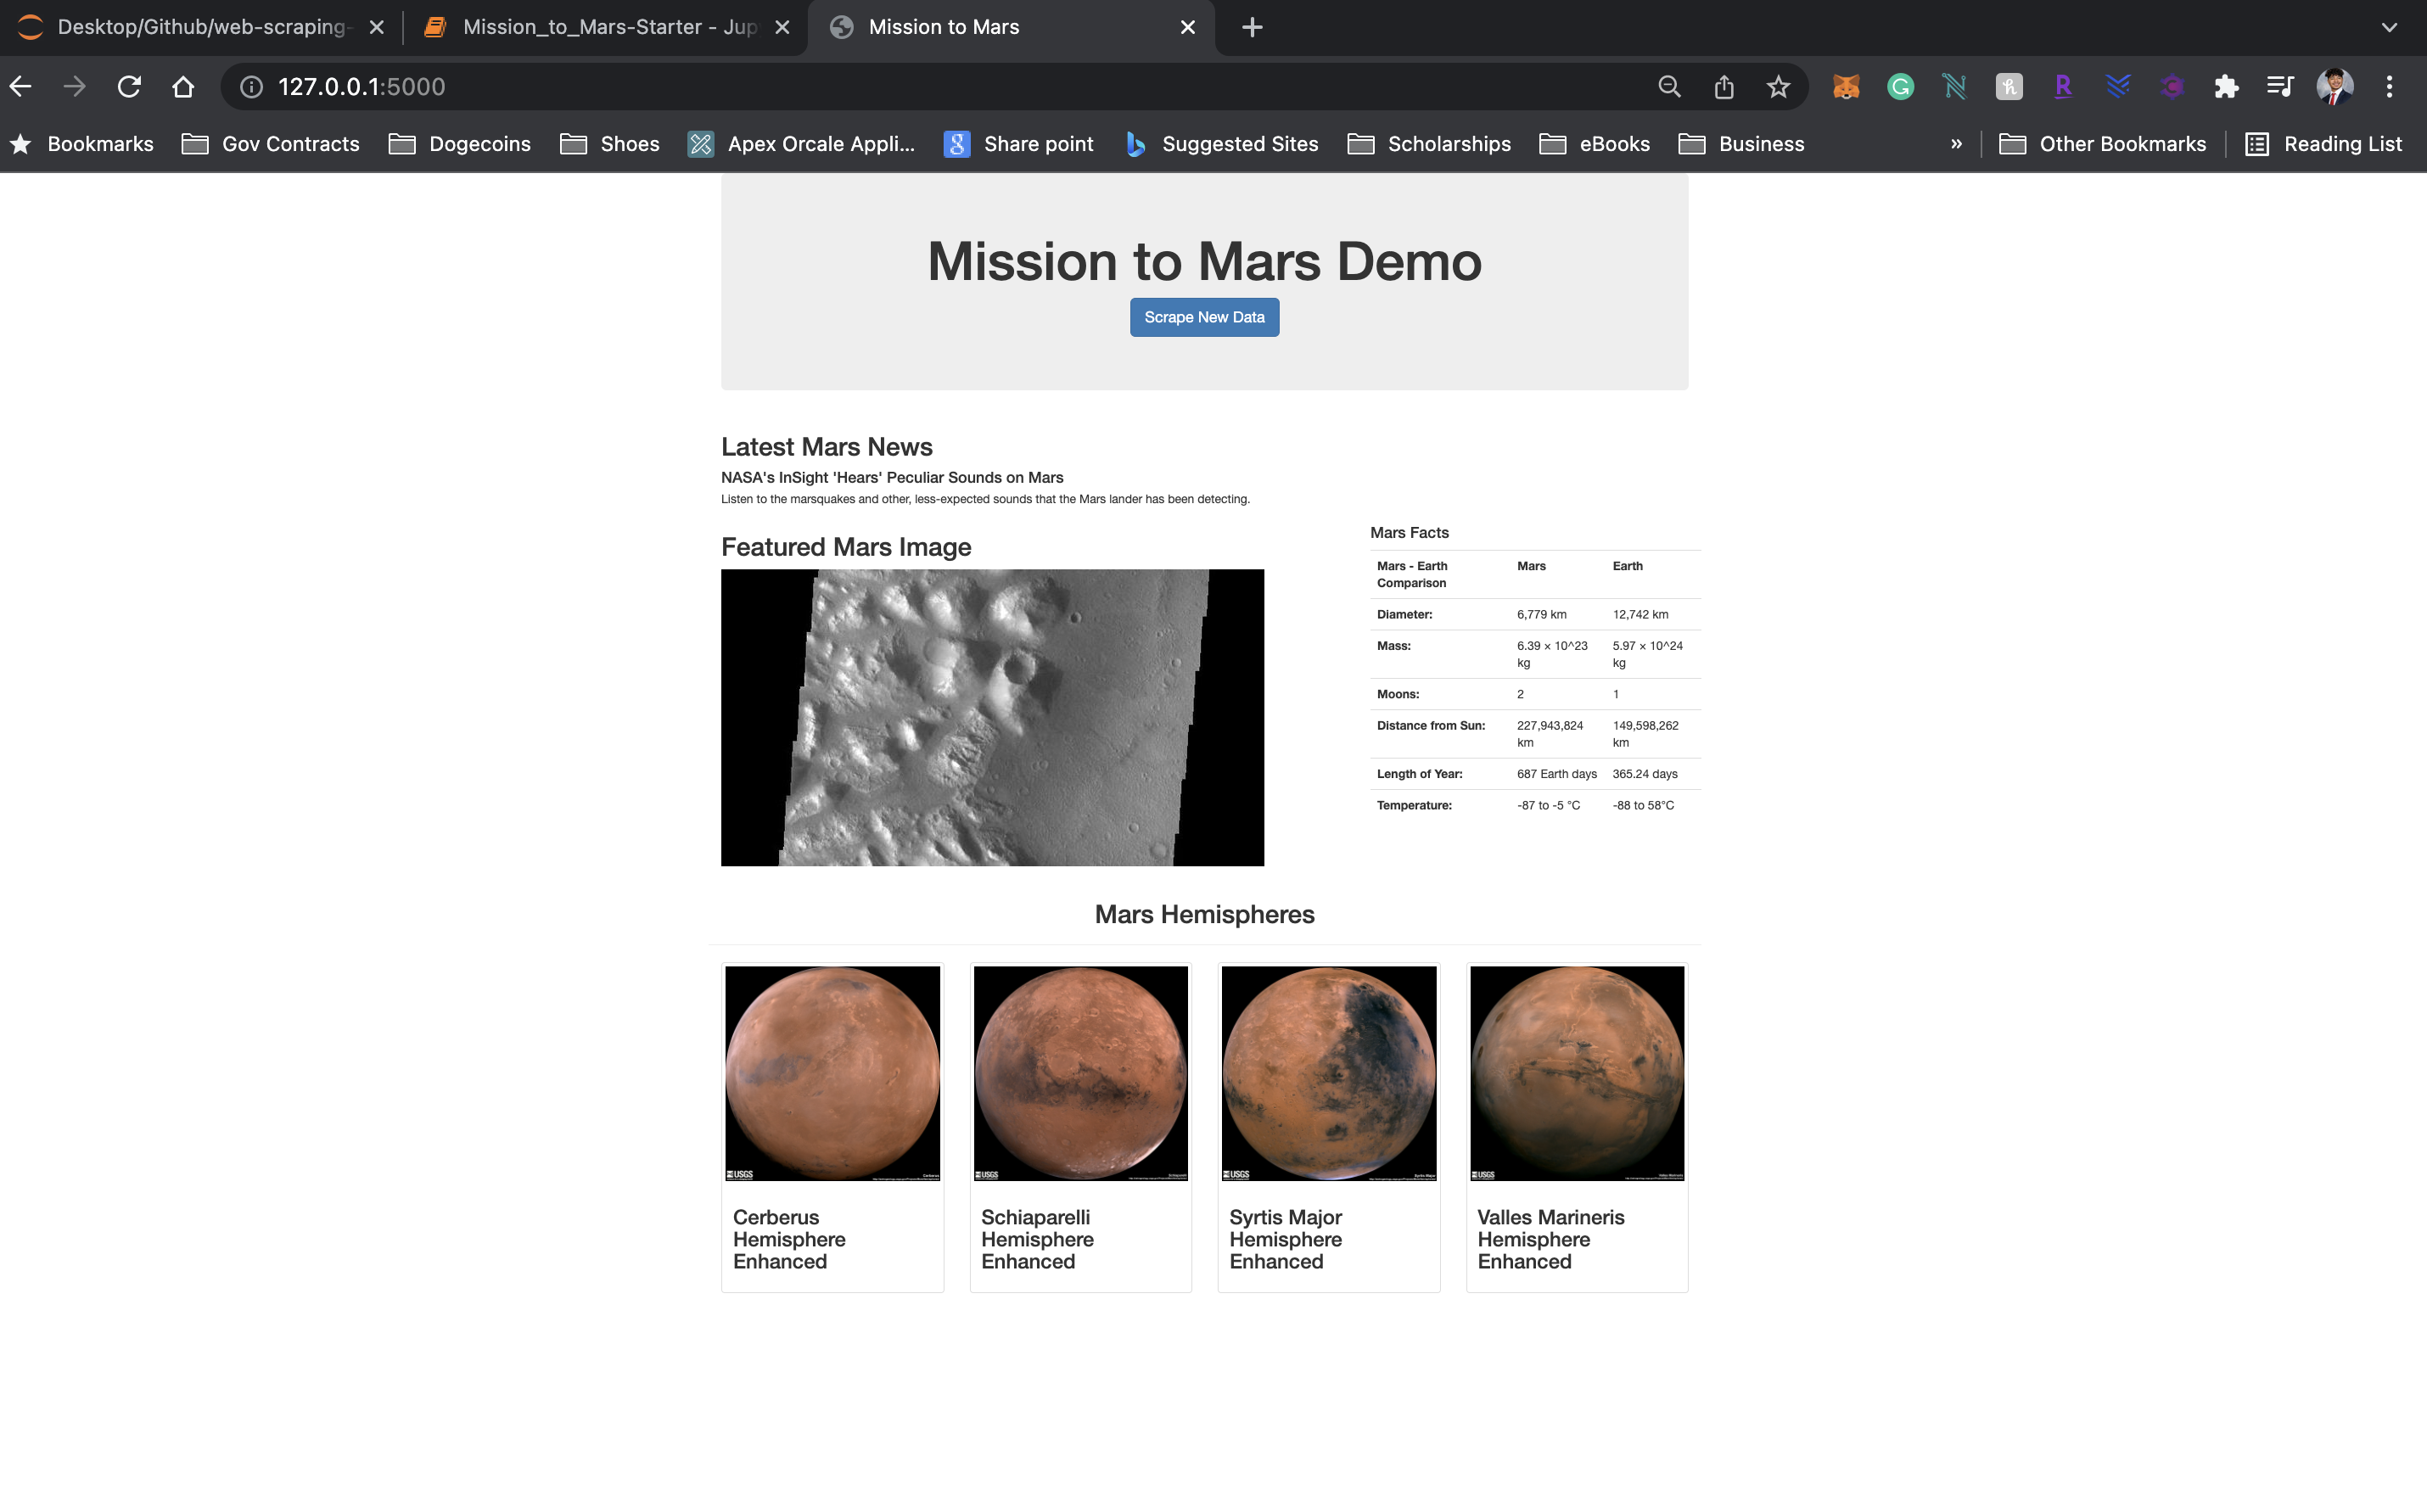 Desktop/Github/web-scraping-
Mission_to_Mars-Starter - Jup
Mission to Mars
127.0.0.1:5000
Bookmarks
Gov Contracts
Dogecoins
Shoes
Apex Orcale Appli...
Share point
Suggested Sites
Scholarships
eBooks
Business
»
Other Bookmarks
Reading List
Mission to Mars Demo
Scrape New Data
Latest Mars News
NASA's InSight 'Hears' Peculiar Sounds on Mars
Listen to the marsquakes and other, less-expected sounds that the Mars lander has been detecting.
Featured Mars Image
Mars Facts
Mars - Earth Comparison Mars Earth
Diameter: 6,779 km 12,742 km
Mass: 6.39 × 10^23 kg 5.97 × 10^24 kg
Moons: 2 1
Distance from Sun: 227,943,824 km 149,598,262 km
Length of Year: 687 Earth days 365.24 days
Temperature: -87 to -5 °C -88 to 58°C
Mars Hemispheres
USGS
Cerberus
USGS
Schiaparelli
USGS
Syrtis Major
USGS
Valles Marineris
Cerberus
Hemisphere
Enhanced
Schiaparelli
Hemisphere
Enhanced
Syrtis Major
Hemisphere
Enhanced
Valles Marineris
Hemisphere
Enhanced